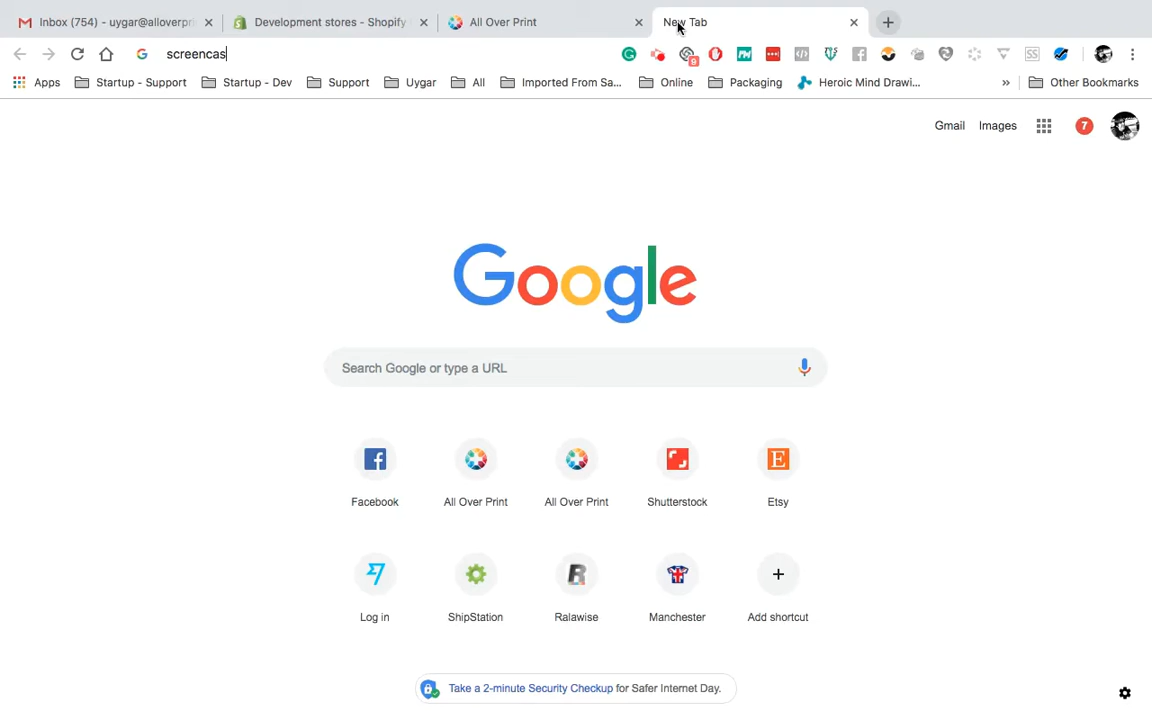 Inbox (754) - uygar@alloverpri
Development stores - Shopify
All Over Print
New Tab
screencas
9
Apps
Startup - Support
Startup - Dev
Support
Uygar
All
Imported From Sa...
Online
Packaging
Heroic Mind Drawi...
»
Other Bookmarks
Gmail
Images
7
Google
Search Google or type a URL
Facebook
All Over Print
All Over Print
Shutterstock
Etsy
Log in
ShipStation
Ralawise
Manchester
Add shortcut
Take a 2-minute Security Checkup for Safer Internet Day.